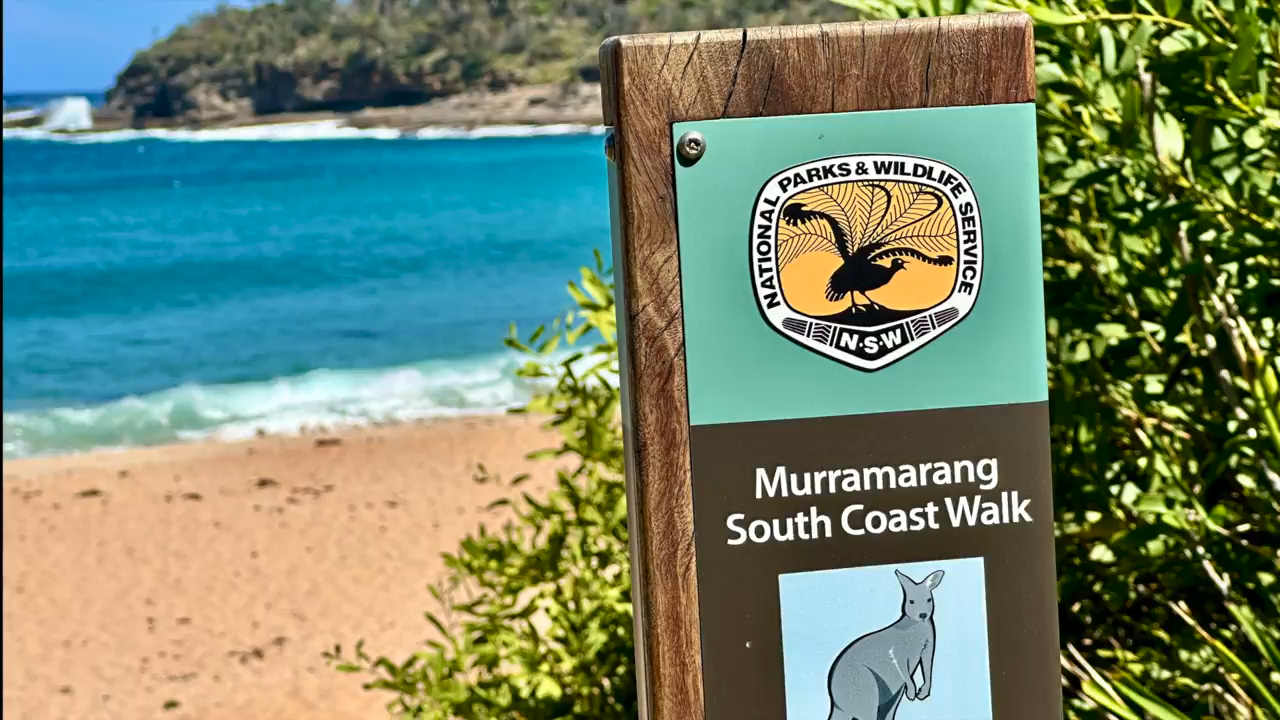 NATIONAL PARKS & WILDLIFE SERVICE
N·S·W
Murramarang
South Coast Walk